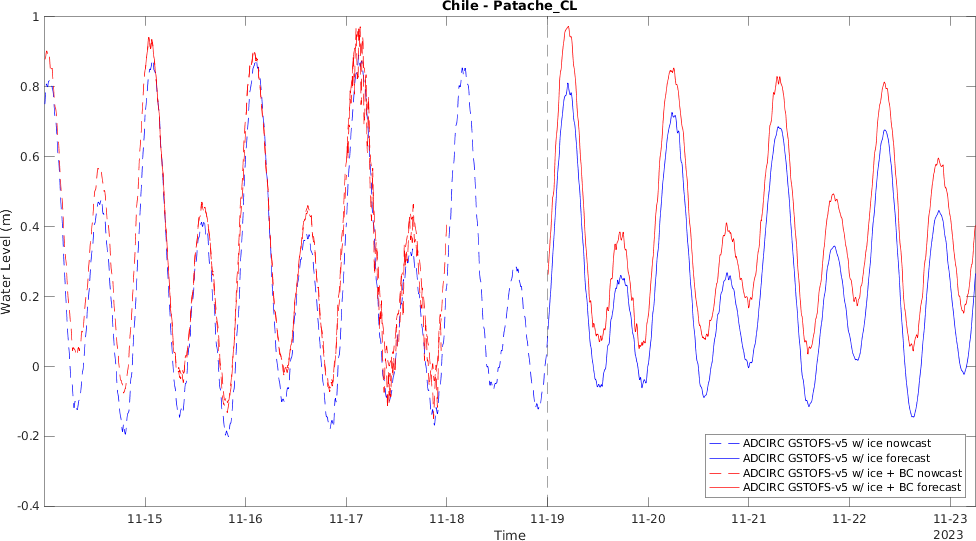 Chile - Patache_CL
Water Level (m)
1
0.8
0.6
0.4
0.2
0
-0.2
-0.4
ADCIRC GSTOFS-v5 w/ ice nowcast
ADCIRC GSTOFS-v5 w/ ice forecast
ADCIRC GSTOFS-v5 w/ ice + BC nowcast
ADCIRC GSTOFS-v5 w/ ice + BC forecast
11-15 11-16 11-17 11-18 11-19 11-20 11-21 11-22 11-23
Time
2023